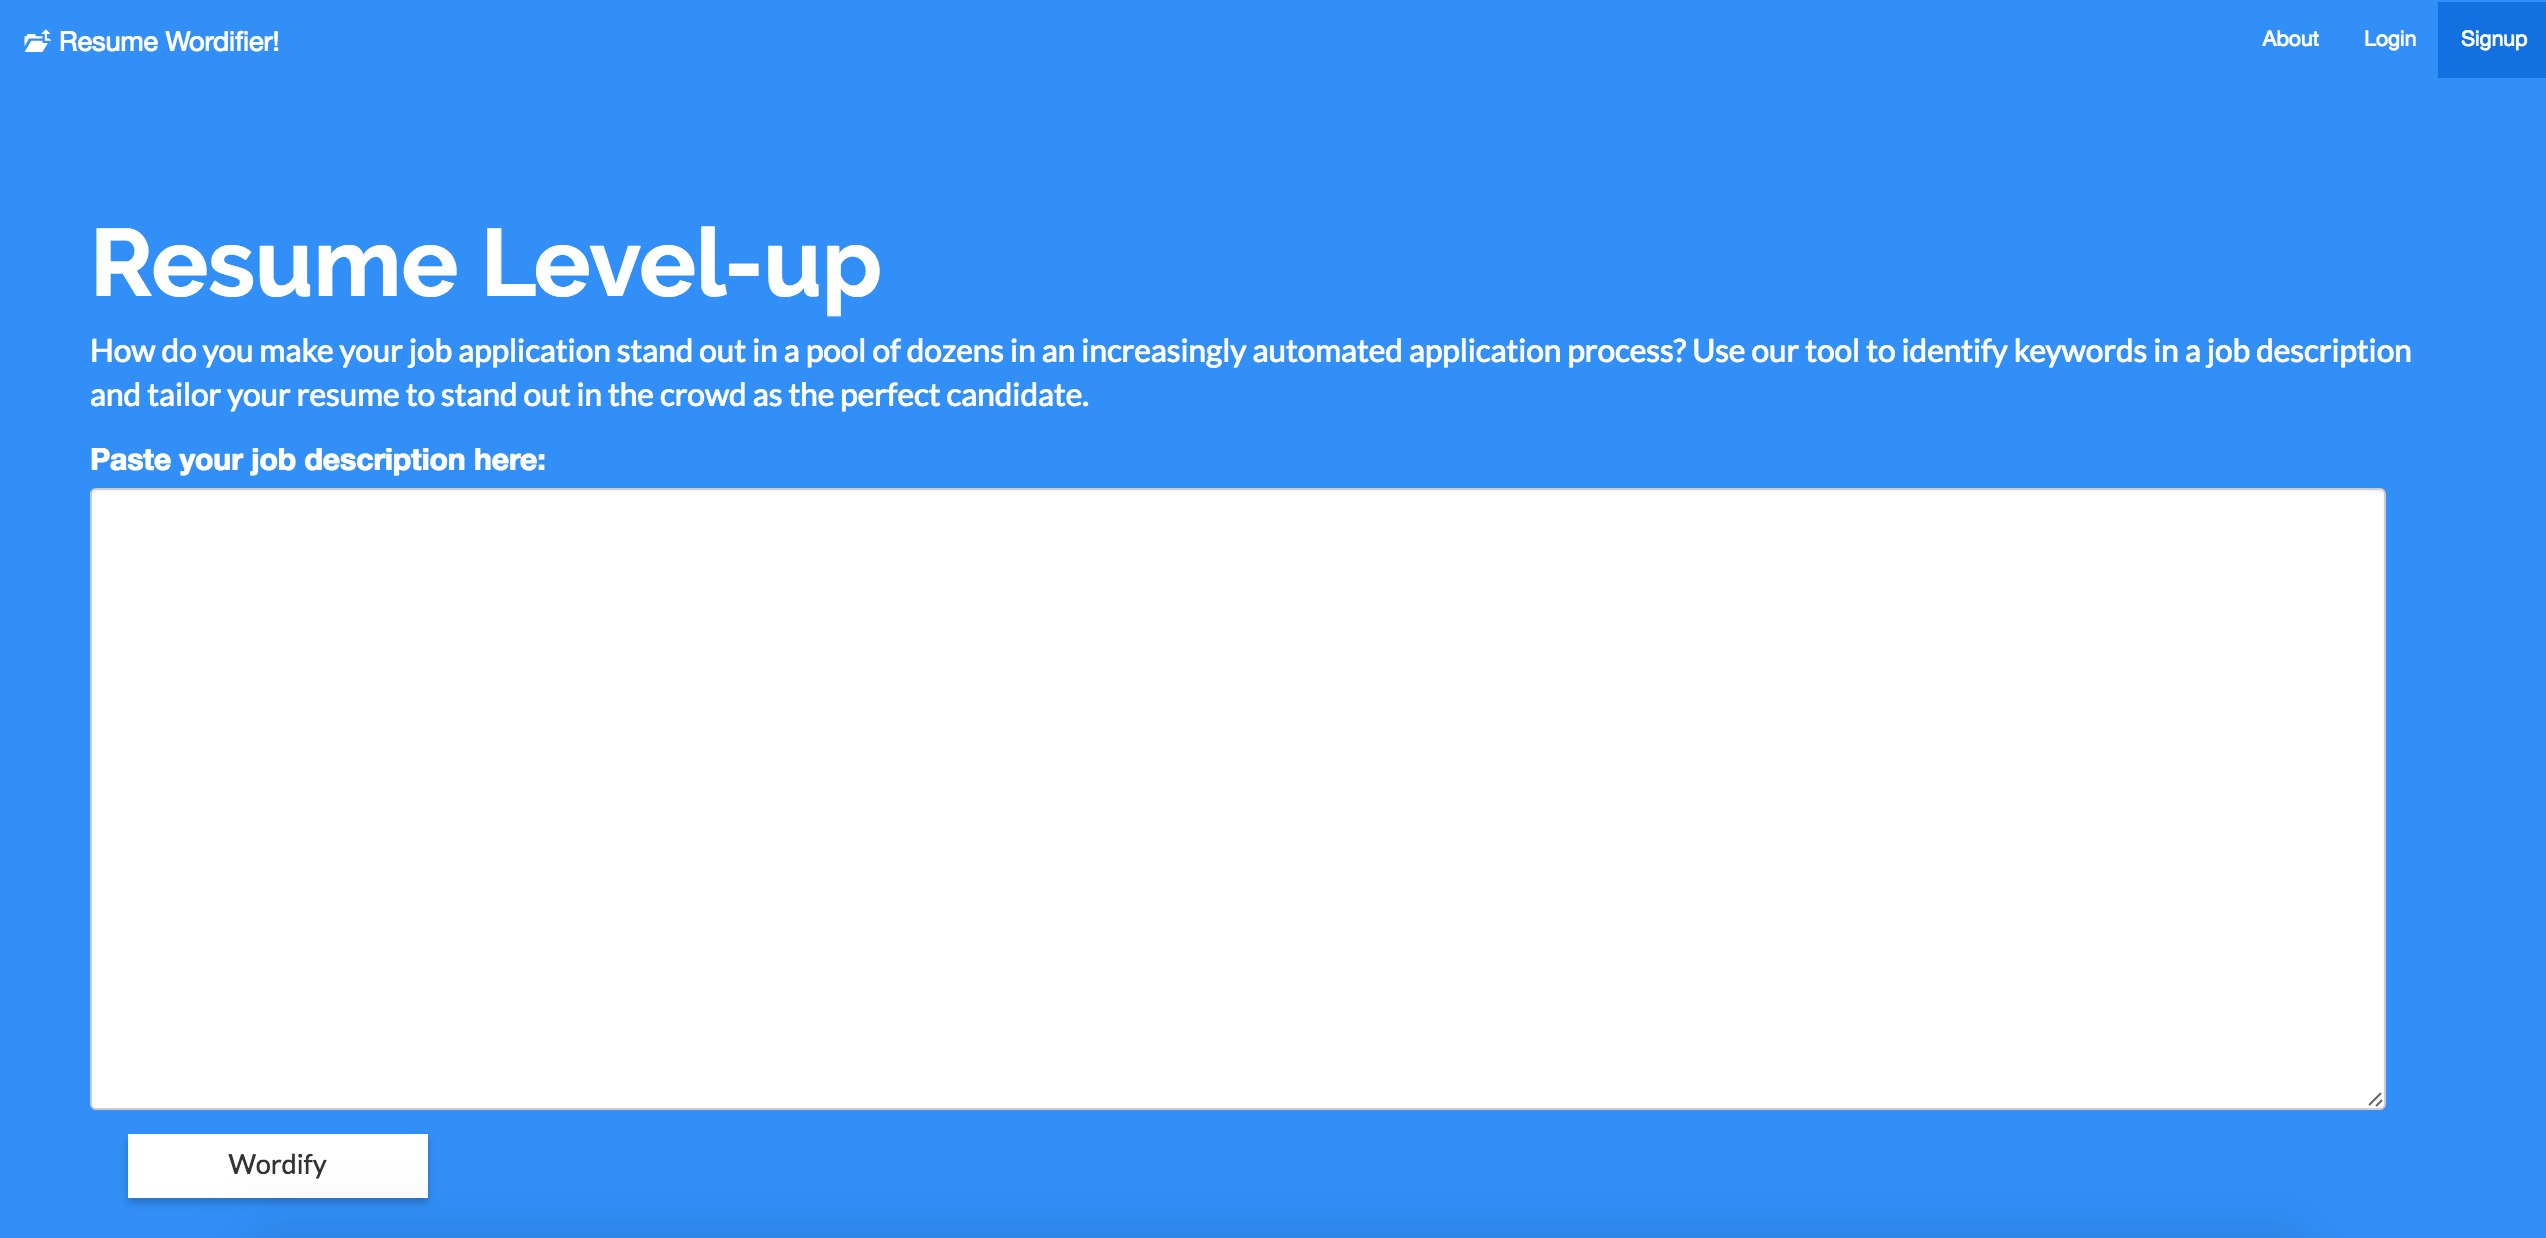 Resume Wordifier!
About
Login
Signup
Resume Level-up
How do you make your job application stand out in a pool of dozens in an increasingly automated application process? Use our tool to identify keywords in a job description
and tailor your resume to stand out in the crowd as the perfect candidate.
Paste your job description here:
Wordify